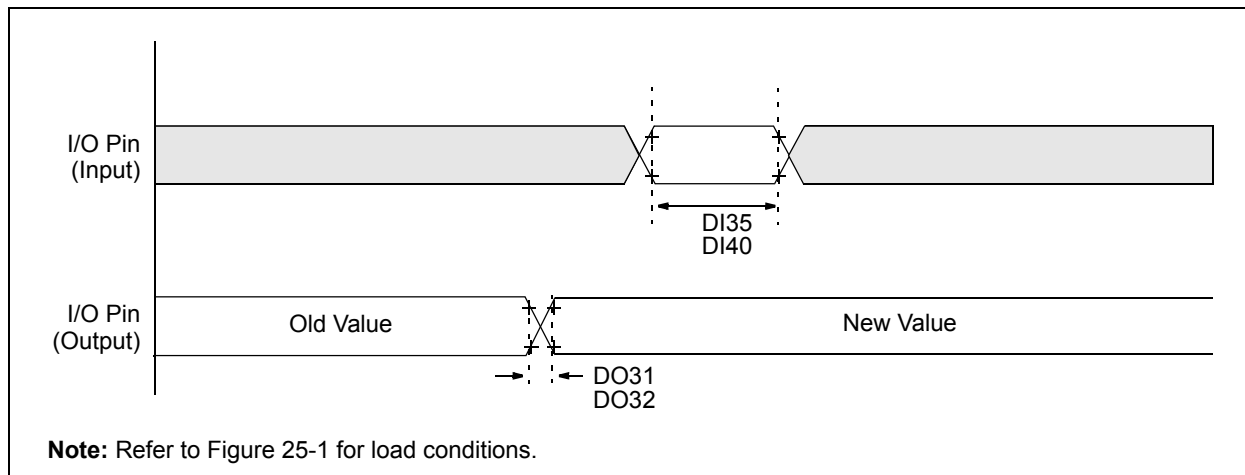 I/O Pin
(Input)
DI35
DI40
I/O Pin
(Output)
Old Value
New Value
DO31
DO32
Note: Refer to Figure 25-1 for load conditions.